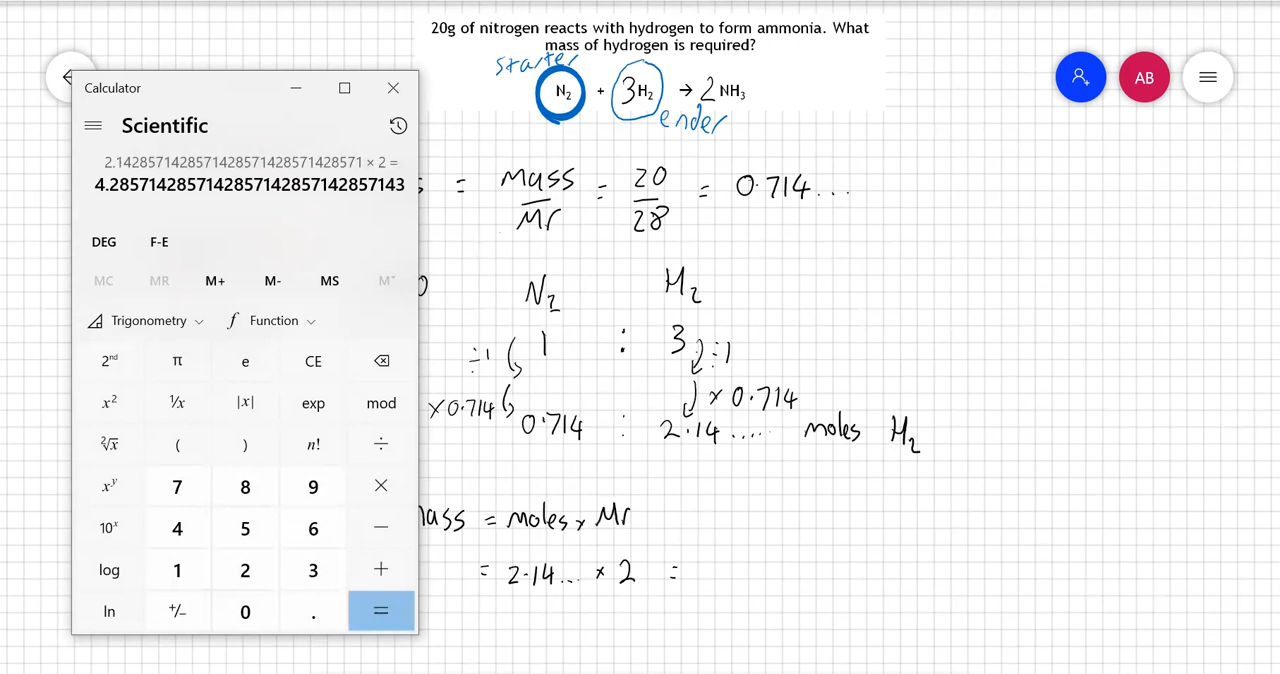 20g of nitrogen reacts with hydrogen to form ammonia. What
mass of hydrogen is required?
starter
N2 + 3H2 → 2NH3
ender
AB
Calculator
Scientific
2.1428571428571428571428571428571 × 2 =
4.2857142857142857142857142857143
DEG F-E
MC MR M+ M- MS M˅
Trigonometry f Function
2nd π e CE
x² ¹/x |x| exp mod
²√x ( ) n! ÷
xʸ 7 8 9 ×
10ˣ 4 5 6 −
log 1 2 3 +
ln +/− 0 . =
s = mass/Mr = 20/28 = 0.714...
N2 H2
÷1 1 : 3 ÷1
×0.714 × 0.714
0.714 : 2.14..... moles H2
ass = moles × Mr
= 2.14... × 2 =